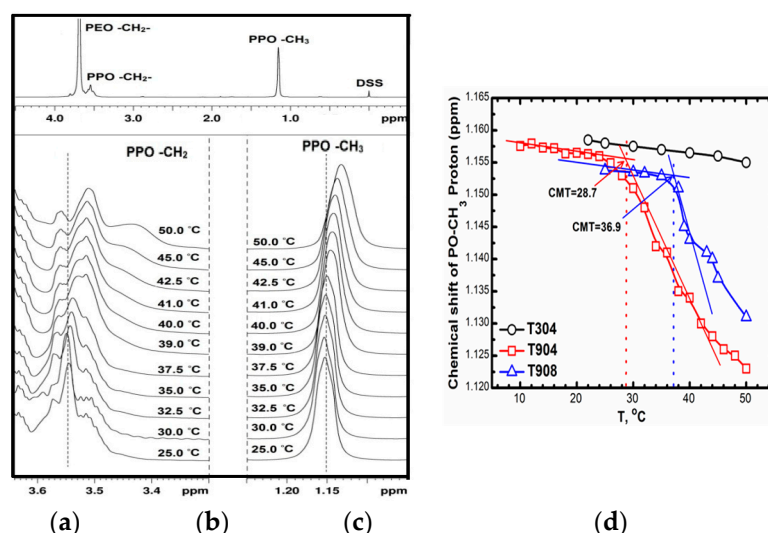 PEO -CH2-
PPO -CH2-
PPO -CH3
DSS
4.0 3.0 2.0 1.0 ppm
PPO -CH2
PPO -CH3
50.0 °C
45.0 °C
42.5 °C
41.0 °C
40.0 °C
39.0 °C
37.5 °C
35.0 °C
32.5 °C
30.0 °C
25.0 °C
50.0 °C
45.0 °C
42.5 °C
41.0 °C
40.0 °C
39.0 °C
37.5 °C
35.0 °C
32.5 °C
30.0 °C
25.0 °C
3.6 3.5 3.4 ppm
1.20 1.15 ppm
(a) (b) (c) (d)
Chemical shift of PO-CH3 Proton (ppm)
1.165
1.160
1.155
1.150
1.145
1.140
1.135
1.130
1.125
1.120
CMT=28.7
CMT=36.9
T304
T904
T908
10 20 30 40 50
T, °C